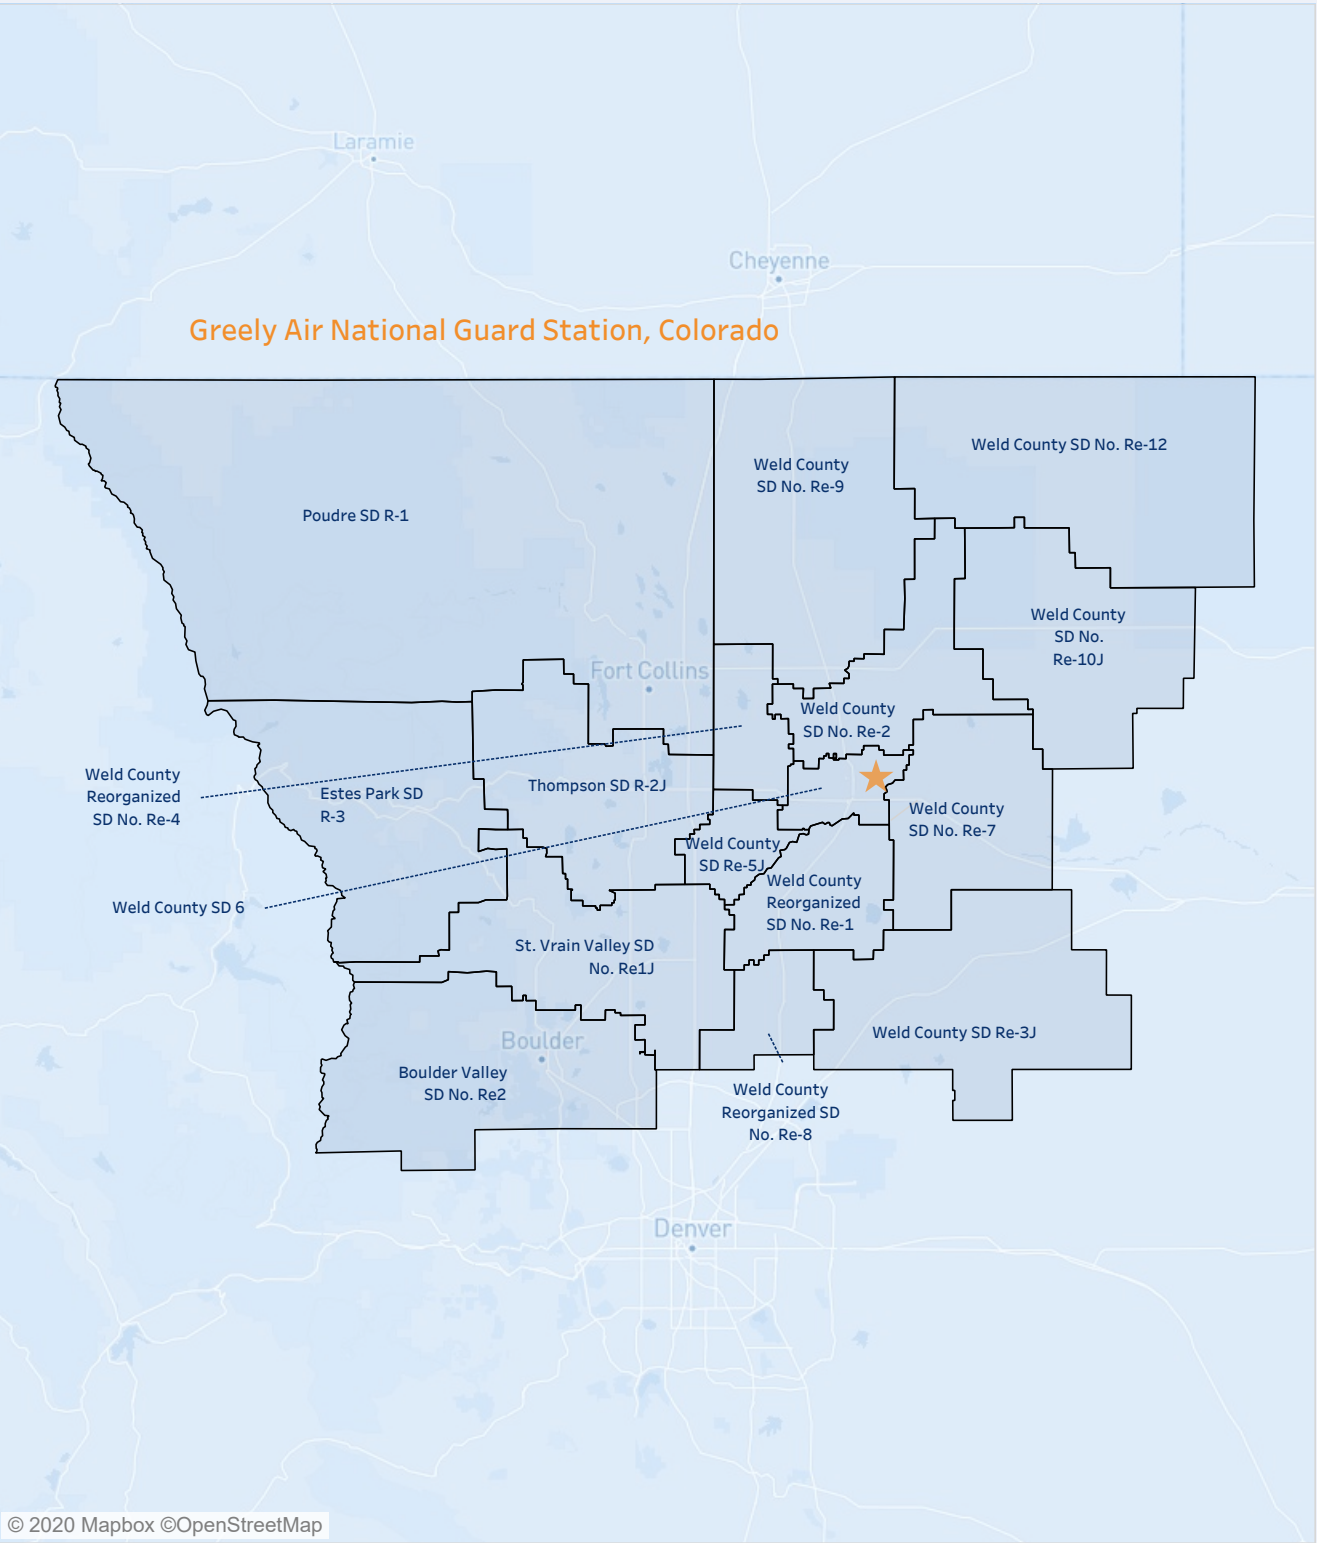 Laramie
Cheyenne
Greely Air National Guard Station, Colorado
Weld County SD No. Re-12
Weld County
SD No. Re-9
Poudre SD R-1
Weld County
SD No.
Re-10J
Fort Collins
Weld County
SD No. Re-2
Weld County
Reorganized
SD No. Re-4
Thompson SD R-2J
Estes Park SD
R-3
Weld County
SD No. Re-7
Weld County
SD Re-5J
Weld County
Reorganized
SD No. Re-1
Weld County SD 6
St. Vrain Valley SD
No. Re1J
Weld County SD Re-3J
Boulder
Boulder Valley
SD No. Re2
Weld County
Reorganized SD
No. Re-8
Denver
© 2020 Mapbox ©OpenStreetMap